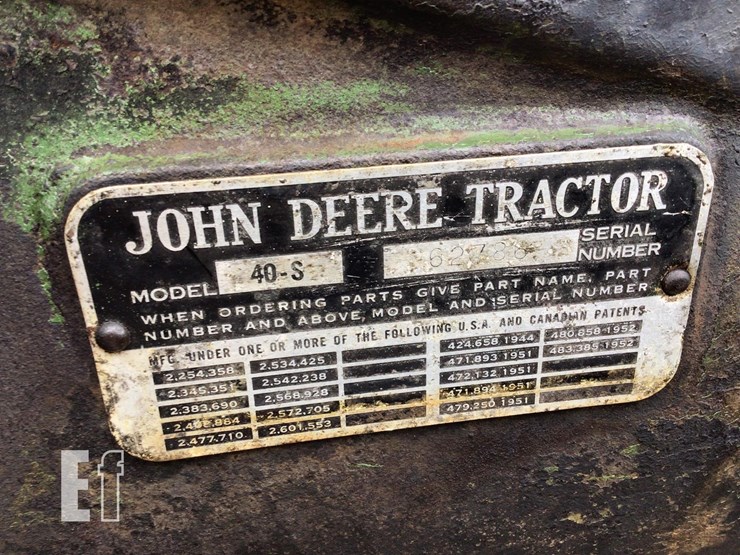 JOHN DEERE TRACTOR
MODEL 40-S
SERIAL
NUMBER
WHEN ORDERING PARTS GIVE PART NAME, PART
NUMBER AND ABOVE, MODEL AND SERIAL NUMBER
MFG. UNDER ONE OR MORE OF THE FOLLOWING U.S.A. AND CANADIAN PATENTS
2.254.358 2.534,425 424.658 1944 480.858-1952
2.345.351 2.542.238 471.893 1951 483.385-1952
2.383.690 2.568.928 472.132 1951
2.572.705 471.894 1951
2.477.710 2.601.553 479.250 1951
Ef